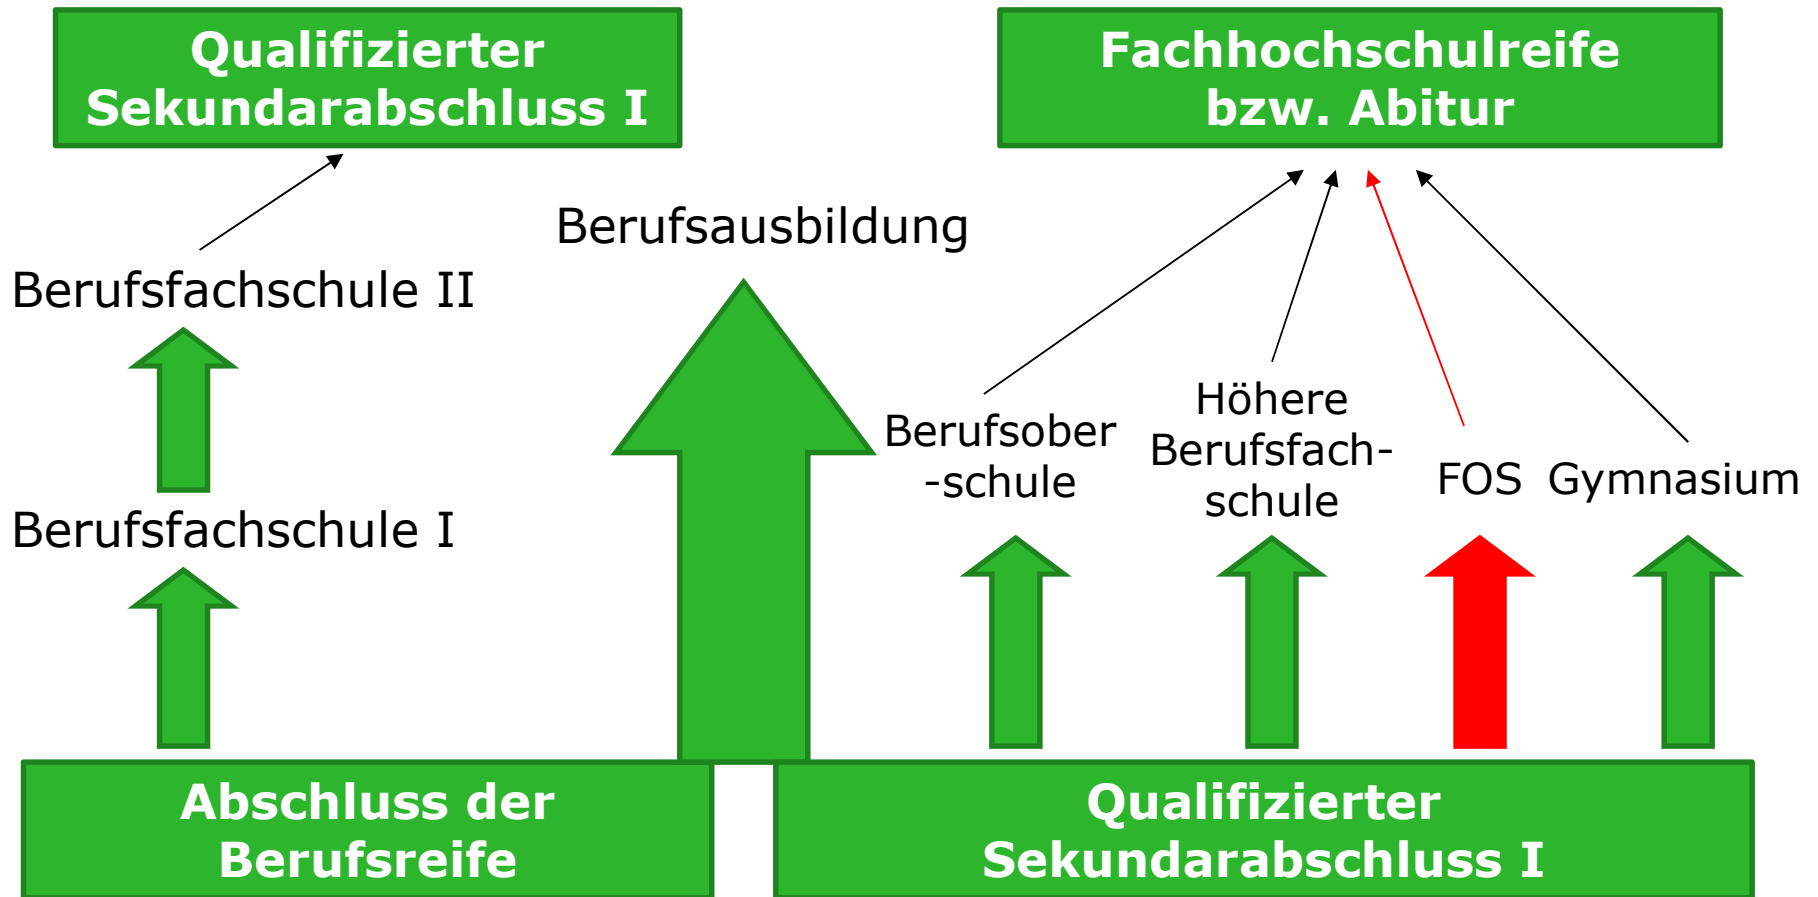 Qualifizierter
Sekundarabschluss I
Fachhochschulreife
bzw. Abitur
Berufsausbildung
Berufsfachschule II
Berufsfachschule I
Berufsober
-schule
Höhere
Berufsfach-
schule
FOS
Gymnasium
Abschluss der
Berufsreife
Qualifizierter
Sekundarabschluss I